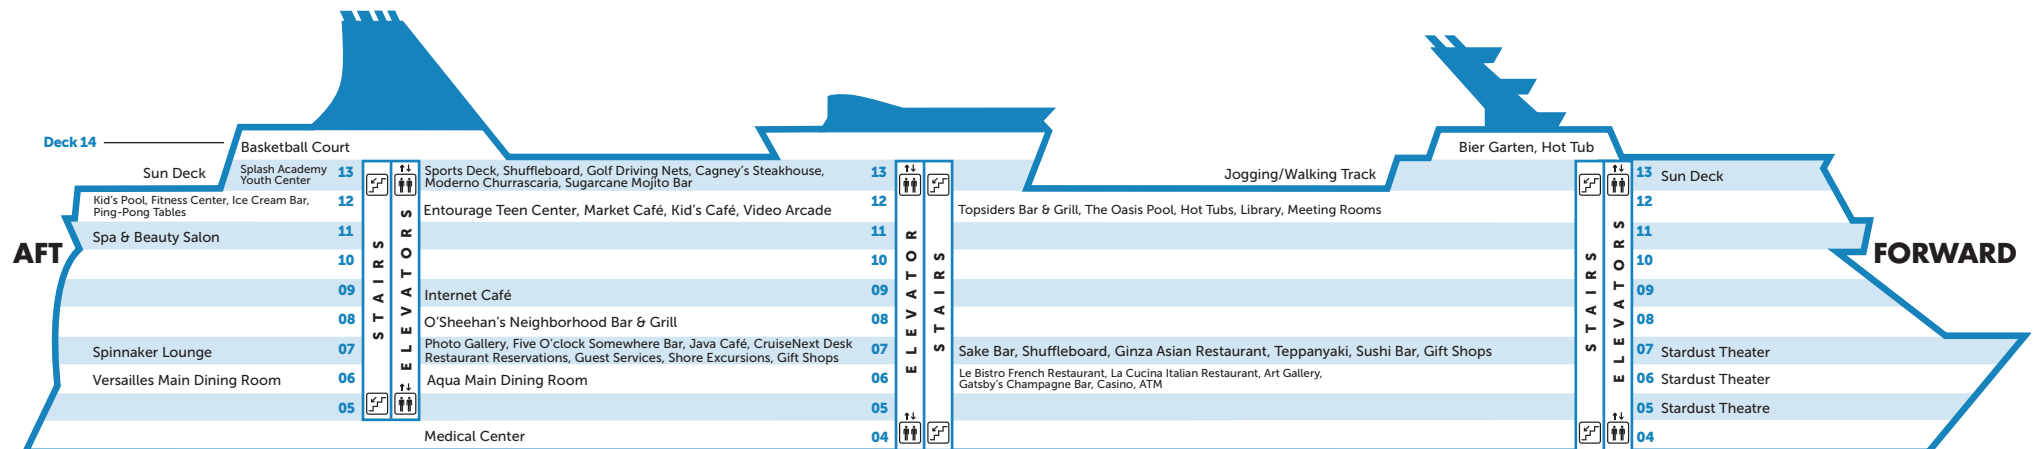 Deck 14
Basketball Court
Bier Garten, Hot Tub
Sun Deck
Splash Academy
Youth Center
13
Sports Deck, Shuffleboard, Golf Driving Nets, Cagney's Steakhouse,
Moderno Churrascaria, Sugarcane Mojito Bar
13
Jogging/Walking Track
13 Sun Deck
Kid's Pool, Fitness Center, Ice Cream Bar,
Ping-Pong Tables
12
Entourage Teen Center, Market Café, Kid's Café, Video Arcade
12
Topsiders Bar & Grill, The Oasis Pool, Hot Tubs, Library, Meeting Rooms
12
Spa & Beauty Salon
11
11
11
AFT
FORWARD
10
10
10
09
Internet Café
09
09
08
O'Sheehan's Neighborhood Bar & Grill
08
08
Spinnaker Lounge
07
Photo Gallery, Five O'clock Somewhere Bar, Java Café, CruiseNext Desk
Restaurant Reservations, Guest Services, Shore Excursions, Gift Shops
07
Sake Bar, Shuffleboard, Ginza Asian Restaurant, Teppanyaki, Sushi Bar, Gift Shops
07 Stardust Theater
Versailles Main Dining Room
06
Aqua Main Dining Room
06
Le Bistro French Restaurant, La Cucina Italian Restaurant, Art Gallery,
Gatsby's Champagne Bar, Casino, ATM
06 Stardust Theater
05
05
05 Stardust Theatre
Medical Center
04
04
STAIRS
ELEVATORS
ELEVATOR
STAIRS
STAIRS
ELEVATORS